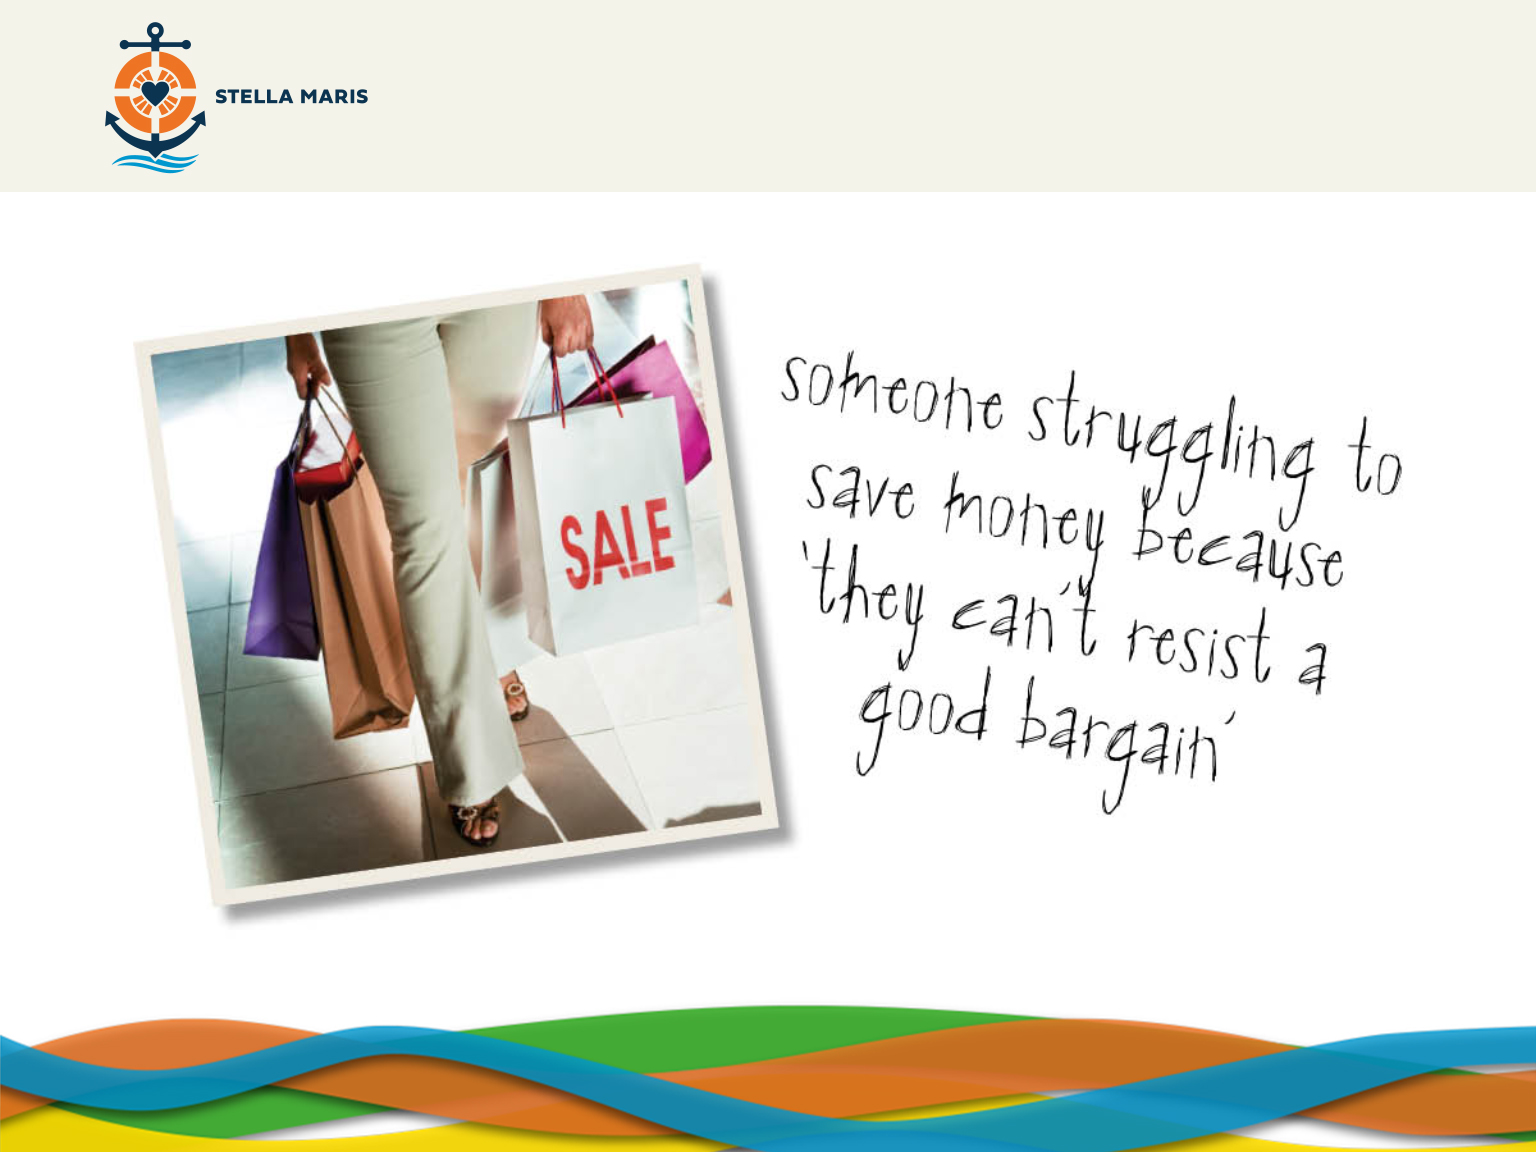 STELLA MARIS
SALE
someone struggling to
save money because
'they can't resist a
good bargain'